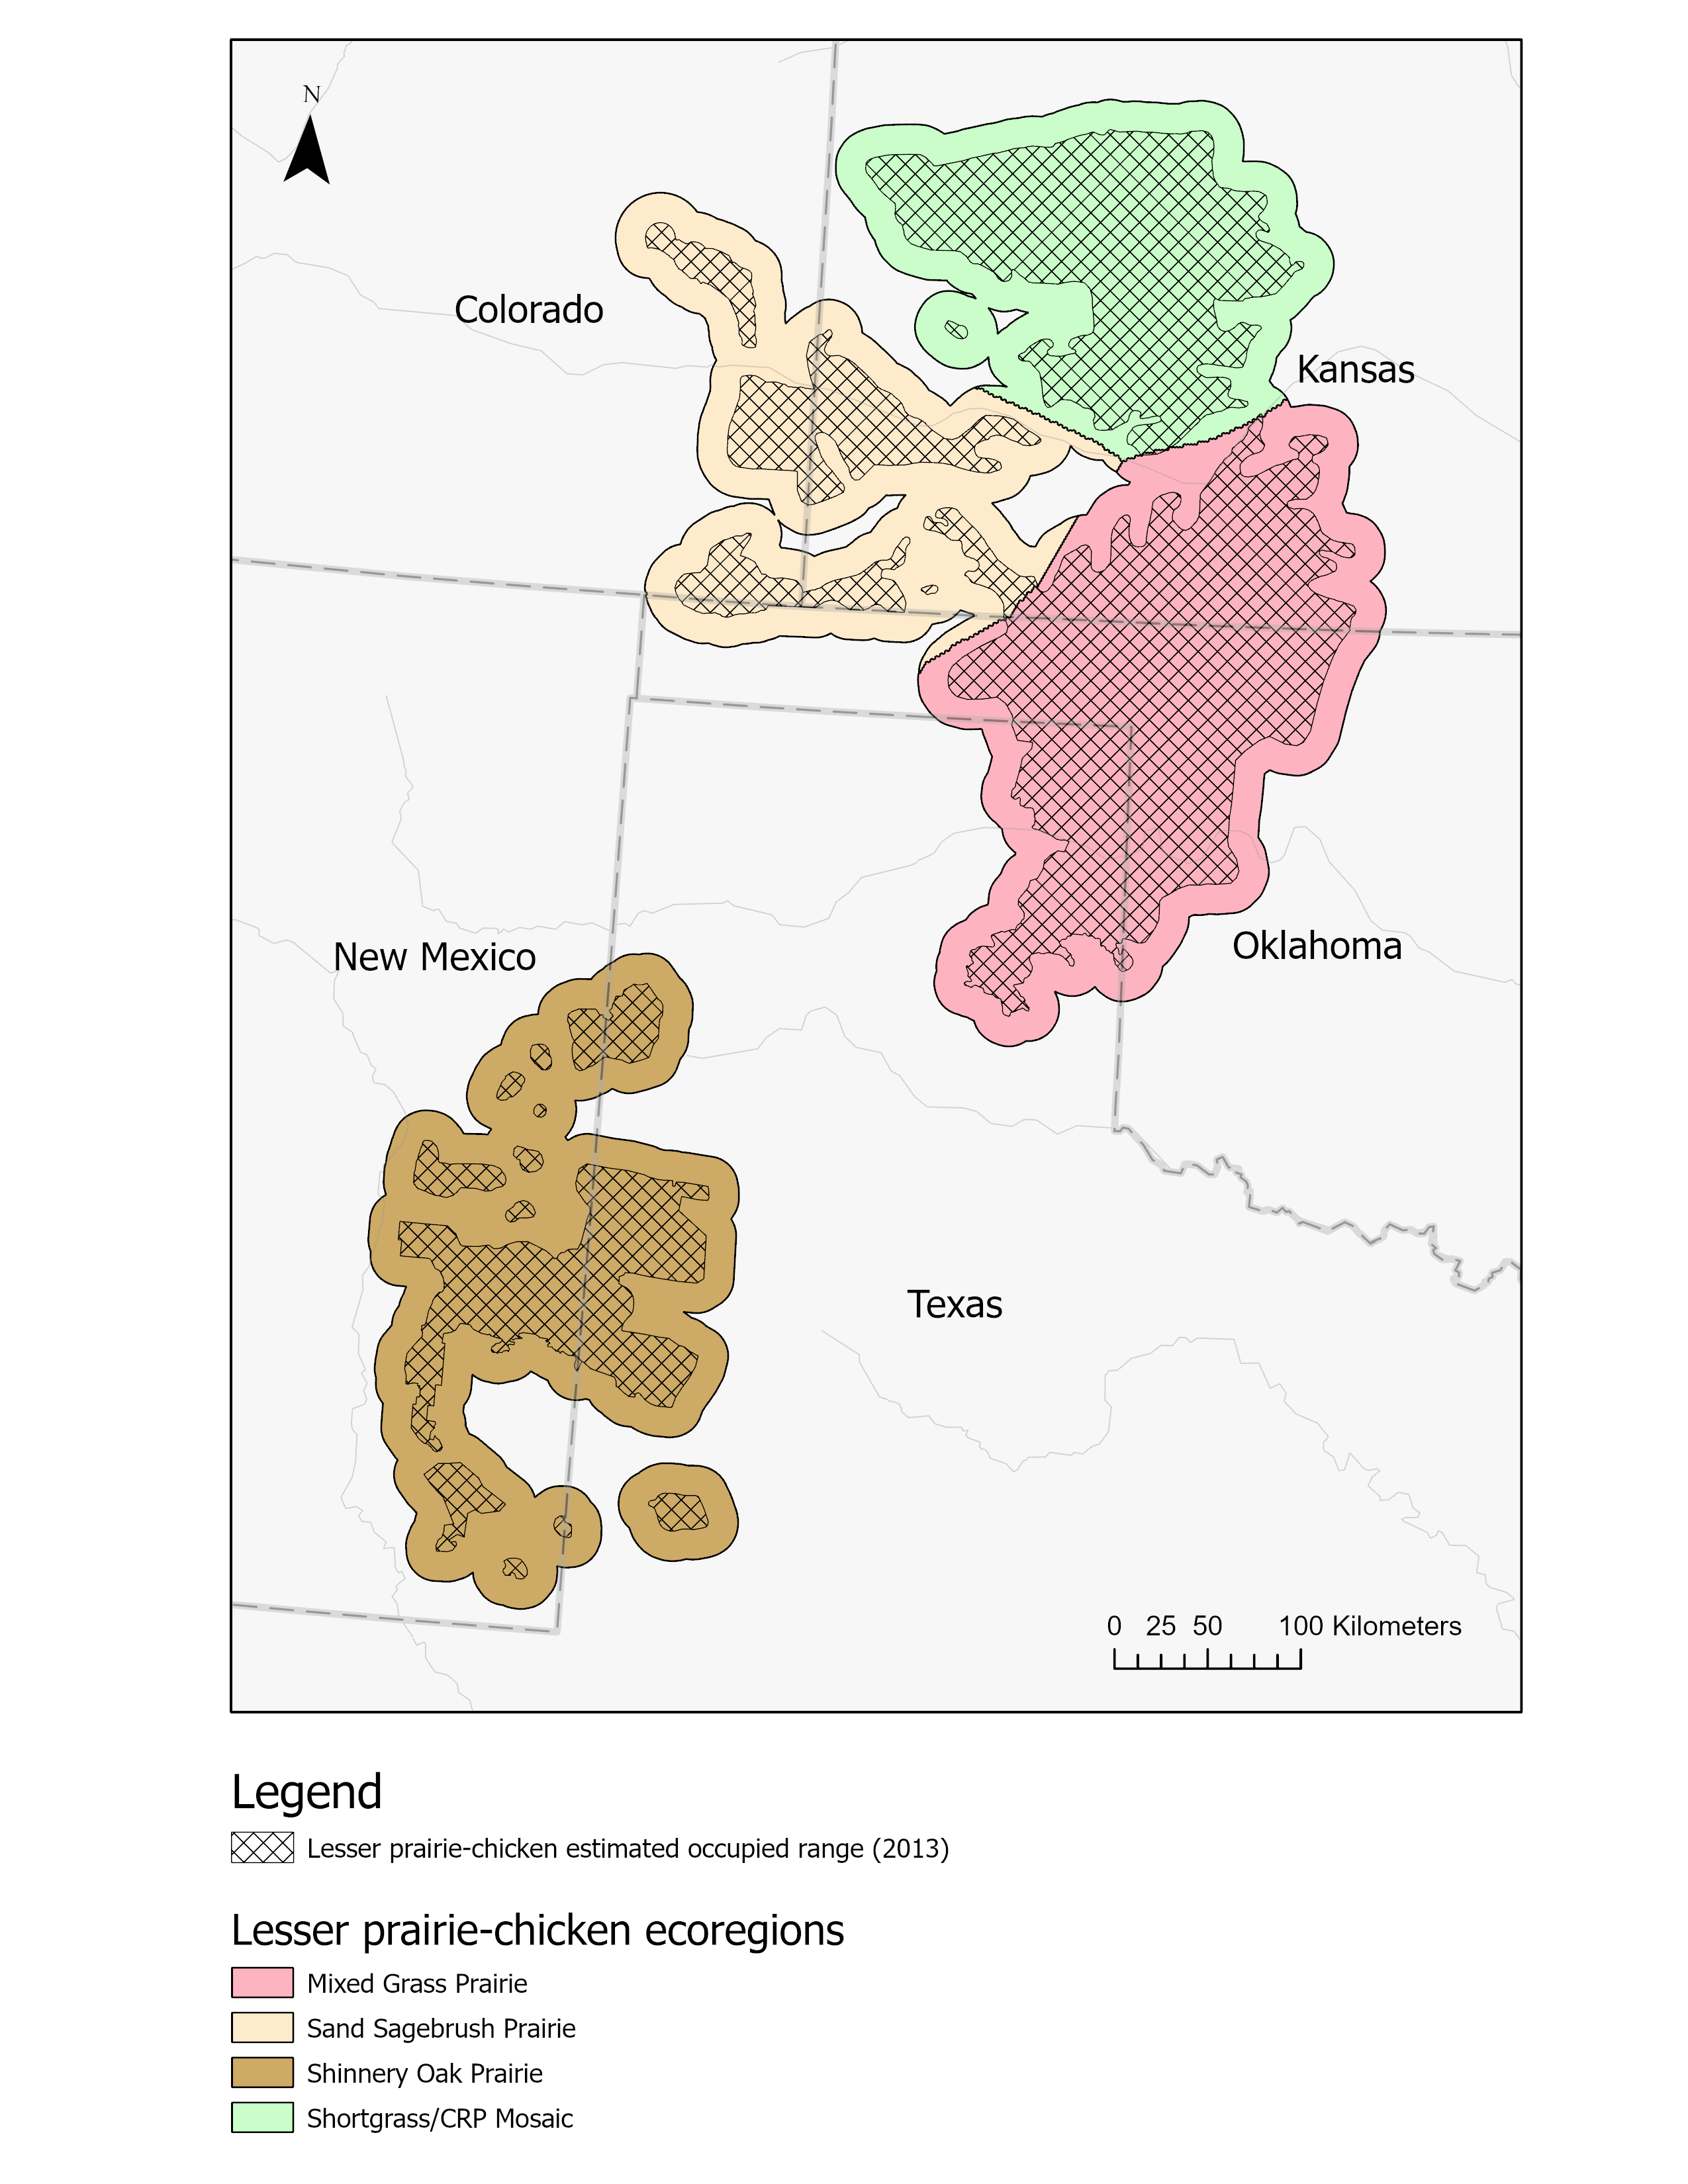 N
Colorado
Kansas
New Mexico
Oklahoma
Texas
0 25 50 100 Kilometers
Legend
Lesser prairie-chicken estimated occupied range (2013)
Lesser prairie-chicken ecoregions
Mixed Grass Prairie
Sand Sagebrush Prairie
Shinnery Oak Prairie
Shortgrass/CRP Mosaic